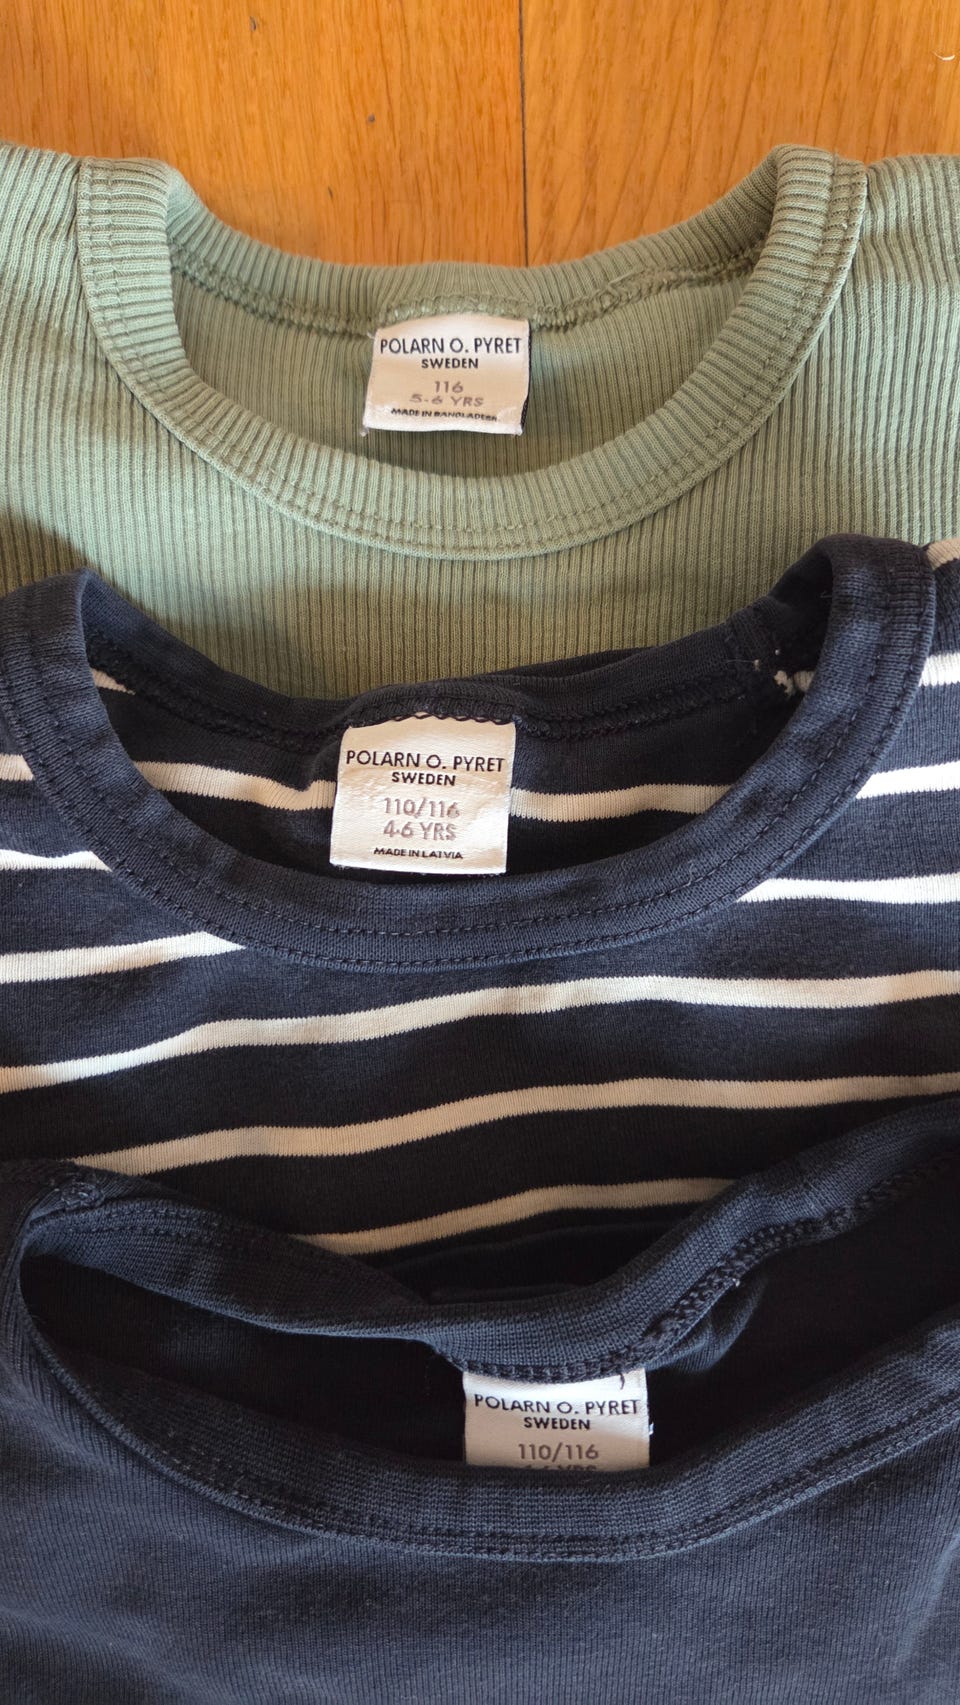 POLARN O. PYRET
SWEDEN
116
5-6 YRS
MADE IN BANGLADESH
POLARN O. PYRET
SWEDEN
110/116
4-6 YRS
MADE IN LATVIA
POLARN O. PYRET
SWEDEN
110/116